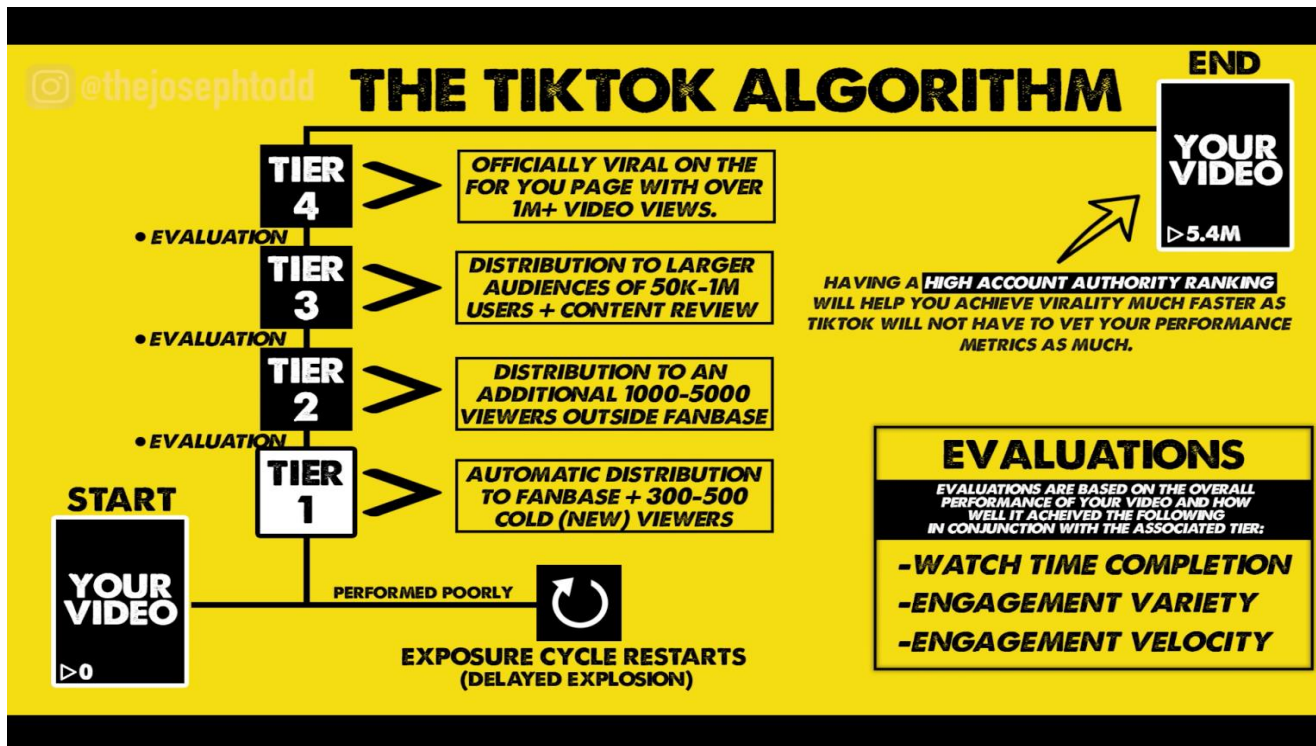 @thejosephtodd
THE TIKTOK ALGORITHM
END
YOUR
VIDEO
5.4M
TIER
4
OFFICIALLY VIRAL ON THE
FOR YOU PAGE WITH OVER
1M+ VIDEO VIEWS.
• EVALUATION
TIER
3
DISTRIBUTION TO LARGER
AUDIENCES OF 50K-1M
USERS + CONTENT REVIEW
HAVING A HIGH ACCOUNT AUTHORITY RANKING
WILL HELP YOU ACHIEVE VIRALITY MUCH FASTER AS
TIKTOK WILL NOT HAVE TO VET YOUR PERFORMANCE
METRICS AS MUCH.
• EVALUATION
TIER
2
DISTRIBUTION TO AN
ADDITIONAL 1000-5000
VIEWERS OUTSIDE FANBASE
• EVALUATION
TIER
1
AUTOMATIC DISTRIBUTION
TO FANBASE + 300-500
COLD (NEW) VIEWERS
START
YOUR
VIDEO
0
PERFORMED POORLY
EXPOSURE CYCLE RESTARTS
(DELAYED EXPLOSION)
EVALUATIONS
EVALUATIONS ARE BASED ON THE OVERALL
PERFORMANCE OF YOUR VIDEO AND HOW
WELL IT ACHEIVED THE FOLLOWING
IN CONJUNCTION WITH THE ASSOCIATED TIER:
-WATCH TIME COMPLETION
-ENGAGEMENT VARIETY
-ENGAGEMENT VELOCITY